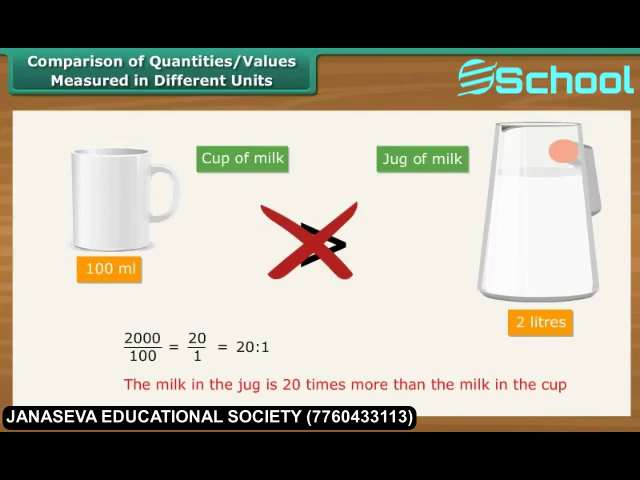 Comparison of Quantities/Values
Measured in Different Units
School
Cup of milk
Jug of milk
>
100 ml
2 litres
2000/100 = 20/1 = 20:1
The milk in the jug is 20 times more than the milk in the cup
JANASEVA EDUCATIONAL SOCIETY (7760433113)